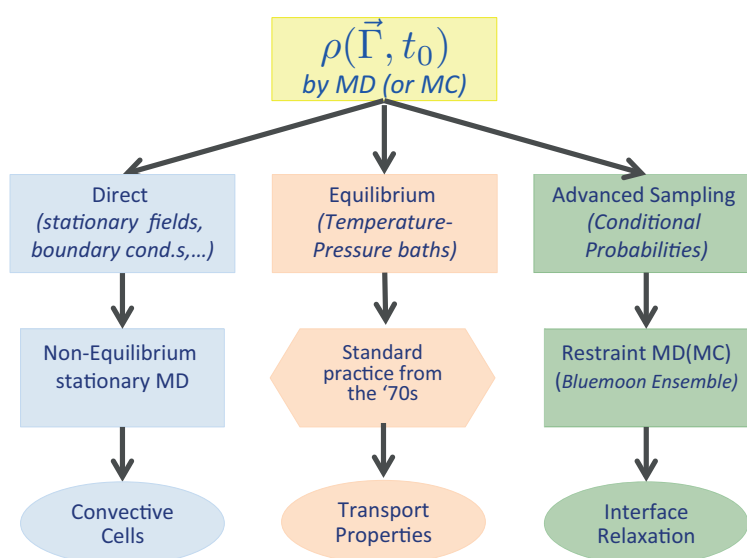 ρ(Γ⃗, t₀)
by MD (or MC)
Direct
(stationary fields,
boundary cond.s,...)
Equilibrium
(Temperature-
Pressure baths)
Advanced Sampling
(Conditional
Probabilities)
Non-Equilibrium
stationary MD
Standard
practice from
the ‘70s
Restraint MD(MC)
(Bluemoon Ensemble)
Convective
Cells
Transport
Properties
Interface
Relaxation